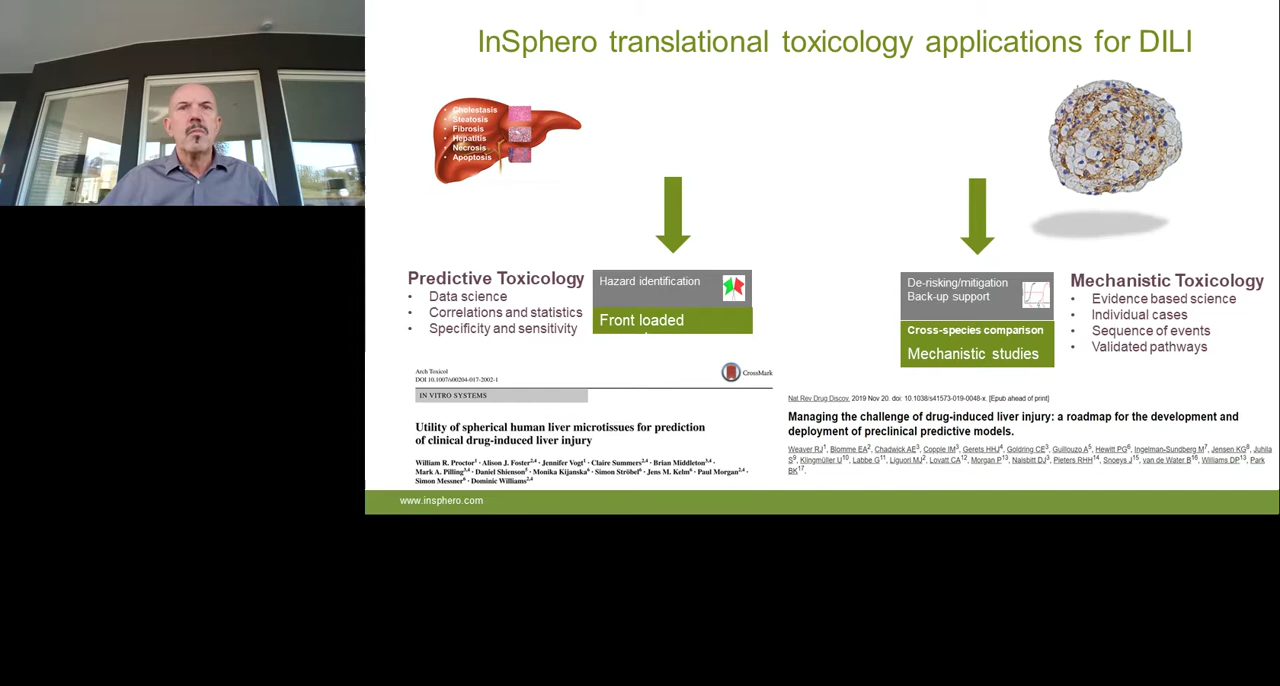 InSphero translational toxicology applications for DILI
• Cholestasis
• Steatosis
• Fibrosis
• Hepatitis
• Necrosis
• Apoptosis
Predictive Toxicology
• Data science
• Correlations and statistics
• Specificity and sensitivity
Hazard identification
Front loaded
De-risking/mitigation
Back-up support
Cross-species comparison
Mechanistic studies
Mechanistic Toxicology
• Evidence based science
• Individual cases
• Sequence of events
• Validated pathways
Arch Toxicol
DOI 10.1007/s00204-017-2002-1
CrossMark
IN VITRO SYSTEMS
Utility of spherical human liver microtissues for prediction
of clinical drug-induced liver injury
William R. Proctor¹ · Alison J. Foster²,⁴ · Jennifer Vogt¹ · Claire Summers²,⁴ · Brian Middleton³,⁴ ·
Mark A. Pilling³,⁴ · Daniel Shienson⁵ · Monika Kijanska⁶ · Simon Ströbel⁶ · Jens M. Kelm⁶ · Paul Morgan²,⁴ ·
Simon Messner⁶ · Dominic Williams²,⁴
Nat Rev Drug Discov. 2019 Nov 20. doi: 10.1038/s41573-019-0048-x. [Epub ahead of print]
Managing the challenge of drug-induced liver injury: a roadmap for the development and
deployment of preclinical predictive models.
Weaver RJ¹, Blomme EA², Chadwick AE³, Copple IM³, Gerets HHJ⁴, Goldring CE³, Guillouzo A⁵, Hewitt PG⁶, Ingelman-Sundberg M⁷, Jensen KG⁸, Juhila
S⁹, Klingmüller U¹⁰, Labbe G¹¹, Liguori MJ², Lovatt CA¹², Morgan P¹³, Naisbitt DJ³, Pieters RHH¹⁴, Snoeys J¹⁵, van de Water B¹⁶, Williams DP¹³, Park
BK¹⁷.
www.insphero.com